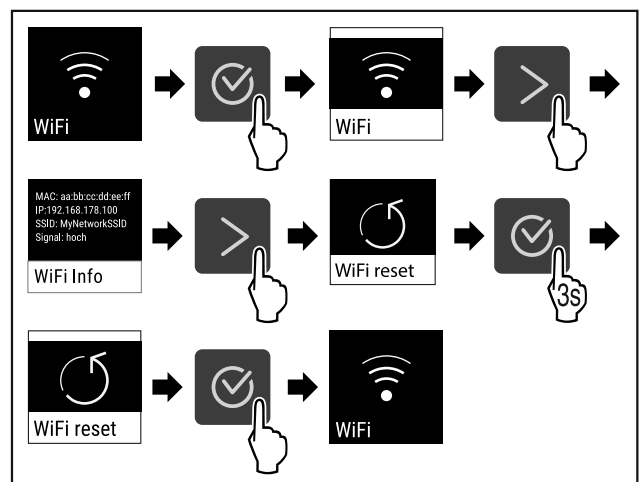 WiFi
WiFi
MAC: aa:bb:cc:dd:ee:ff
IP:192.168.178.100
SSID: MyNetworkSSID
Signal: hoch
WiFi Info
WiFi reset
3s
WiFi reset
WiFi